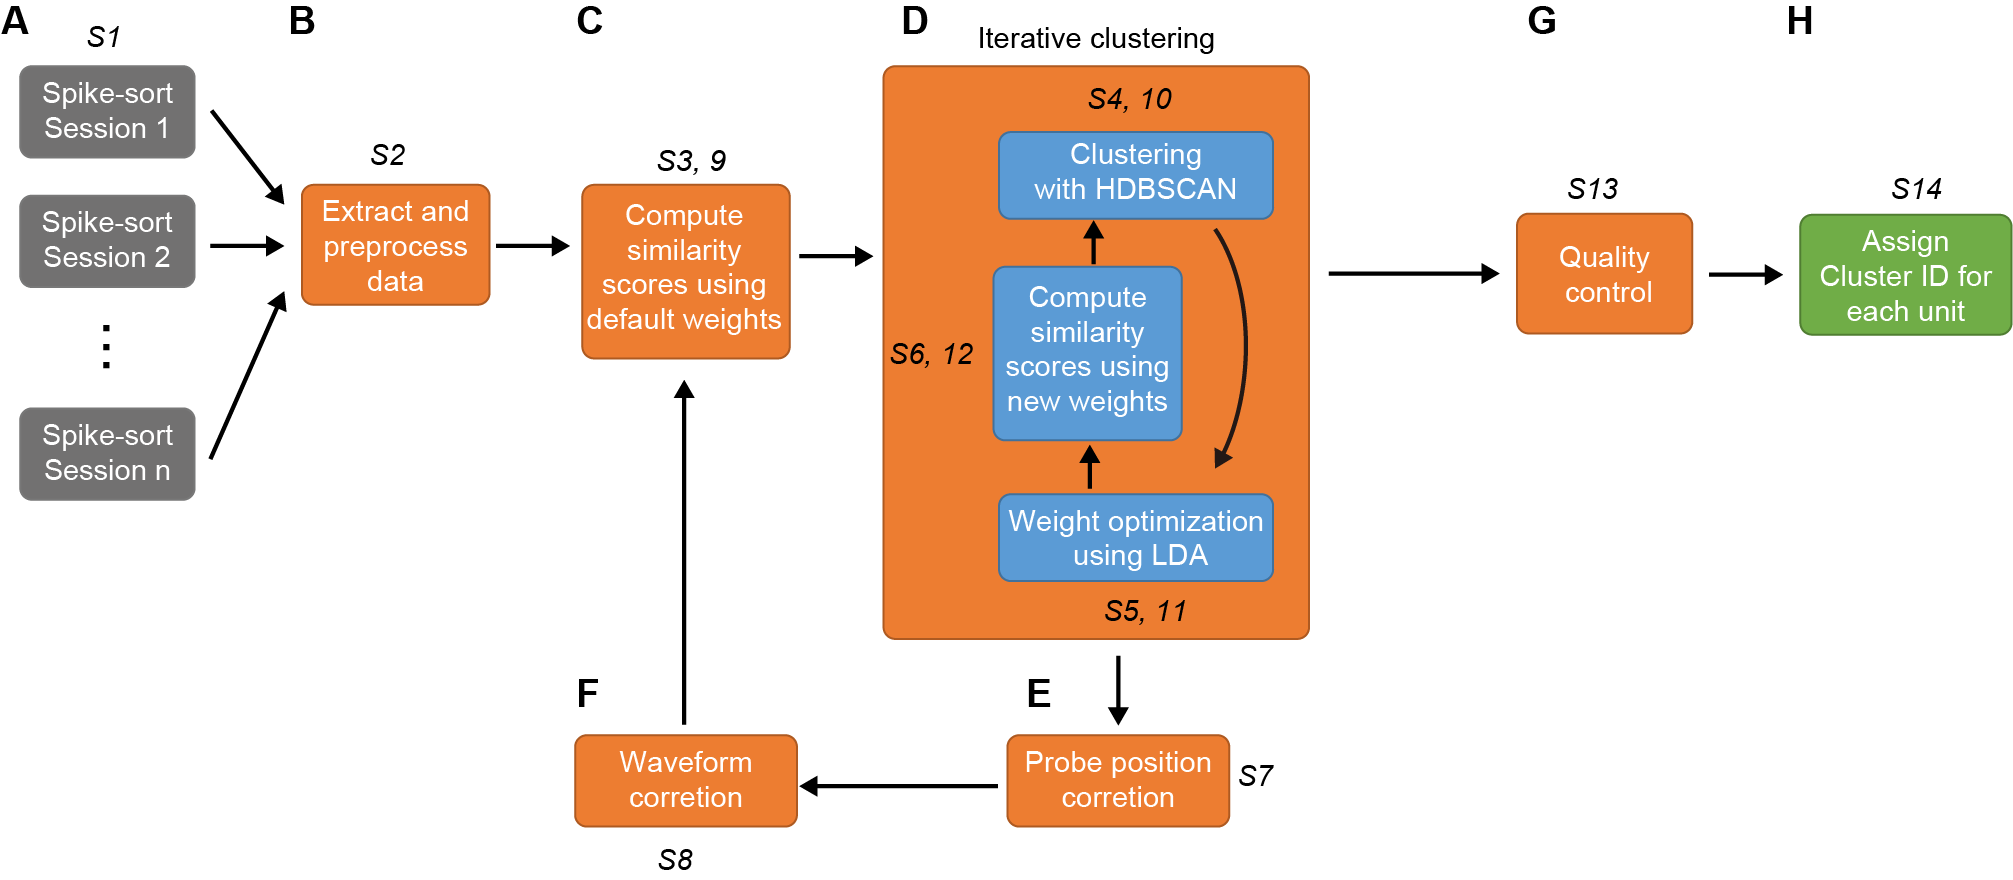 A
S1
Spike-sort
Session 1
Spike-sort
Session 2
Spike-sort
Session n
B
S2
Extract and
preprocess
data
C
S3, 9
Compute
similarity
scores using
default weights
D
Iterative clustering
S4, 10
Clustering
with HDBSCAN
S6, 12
Compute
similarity
scores using
new weights
Weight optimization
using LDA
S5, 11
E
Probe position
corretion
S7
F
Waveform
corretion
S8
G
S13
Quality
control
H
S14
Assign
Cluster ID for
each unit